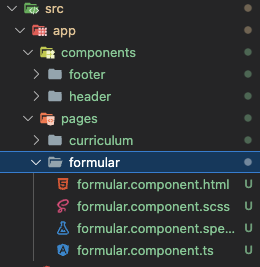 src
app
components
footer
header
pages
curriculum
formular
formular.component.html U
formular.component.scss U
formular.component.spe... U
formular.component.ts U